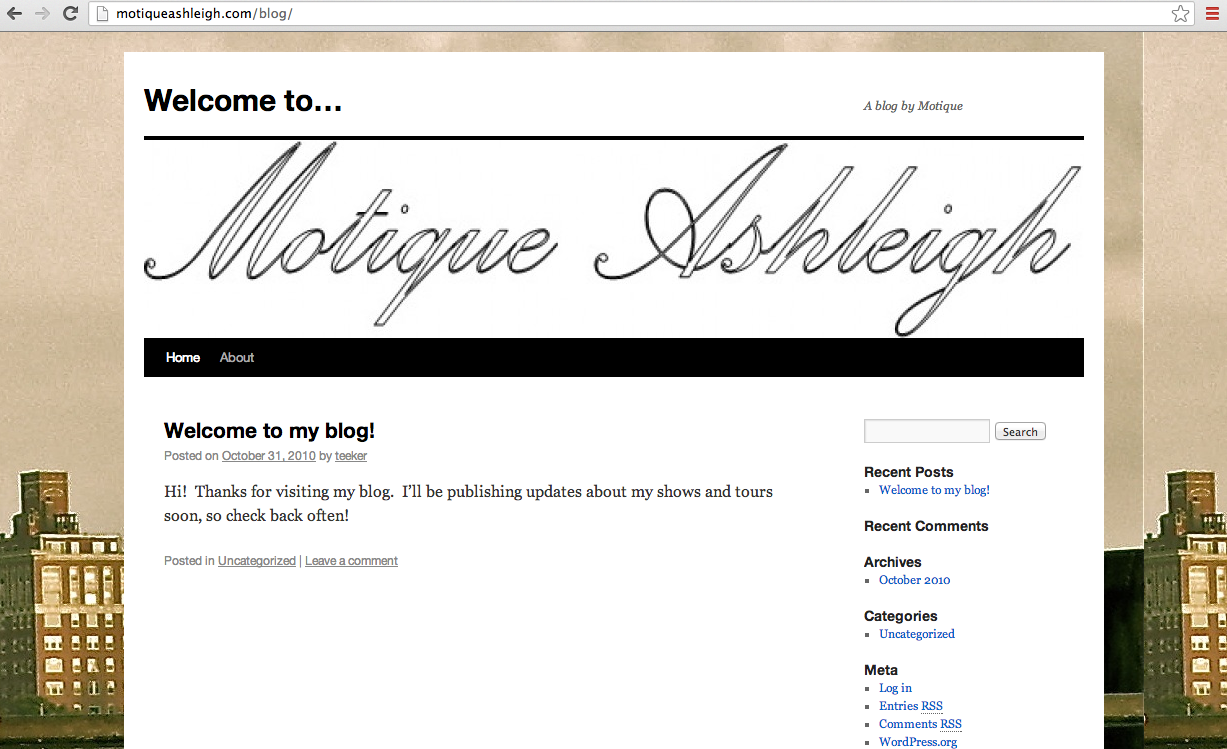 motiqueashleigh.com/blog/
Welcome to...
A blog by Motique
Motique Ashleigh
Home About
Welcome to my blog!
Posted on October 31, 2010 by teeker
Hi!  Thanks for visiting my blog.  I'll be publishing updates about my shows and tours
soon, so check back often!
Posted in Uncategorized | Leave a comment
Search
Recent Posts
Welcome to my blog!
Recent Comments
Archives
October 2010
Categories
Uncategorized
Meta
Log in
Entries RSS
Comments RSS
WordPress.org